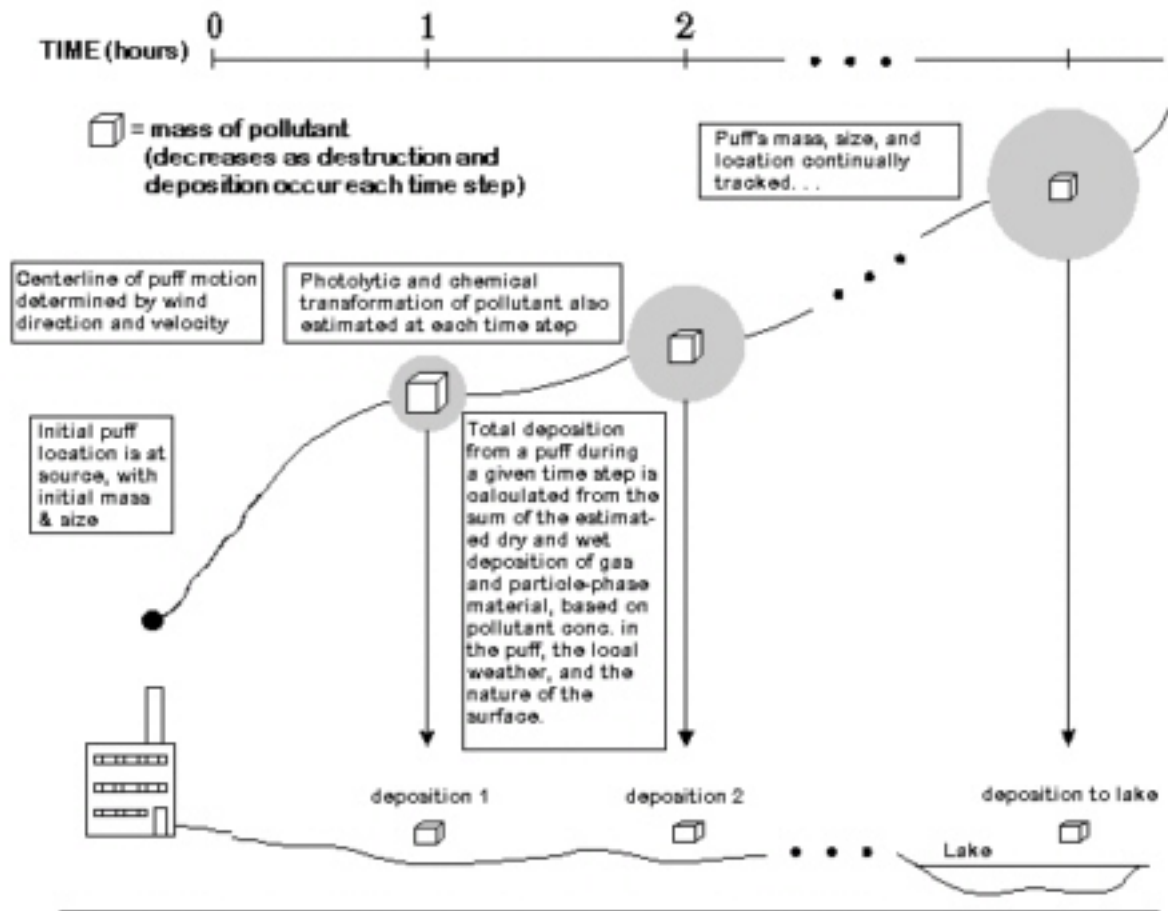 0 1 2
TIME (hours)
= mass of pollutant
(decreases as destruction and
deposition occur each time step)
Puff's mass, size, and
location continually
tracked. . .
Centerline of puff motion
determined by wind
direction and velocity
Photolytic and chemical
transformation of pollutant also
estimated at each time step
Initial puff
location is at
source, with
initial mass
& size
Total deposition
from a puff during
a given time step is
calculated from the
sum of the estimat-
ed dry and wet
deposition of gas
and particle-phase
material, based on
pollutant conc. in
the puff, the local
weather, and the
nature of the
surface.
deposition 1
deposition 2
deposition to lake
Lake